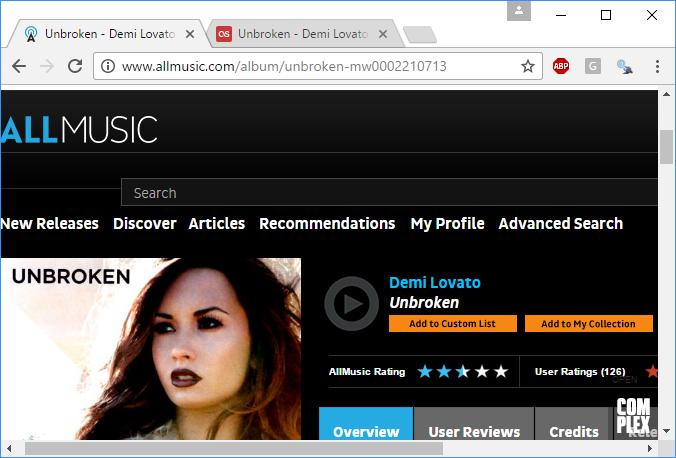 Unbroken - Demi Lovato
Unbroken - Demi Lovato
www.allmusic.com/album/unbroken-mw0002210713
ABP
G
ALLMUSIC
Search
New Releases Discover Articles Recommendations My Profile Advanced Search
UNBROKEN
Demi Lovato
Unbroken
Add to Custom List Add to My Collection
AllMusic Rating User Ratings (126)
OPEN
COM
PLEX
Overview User Reviews Credits